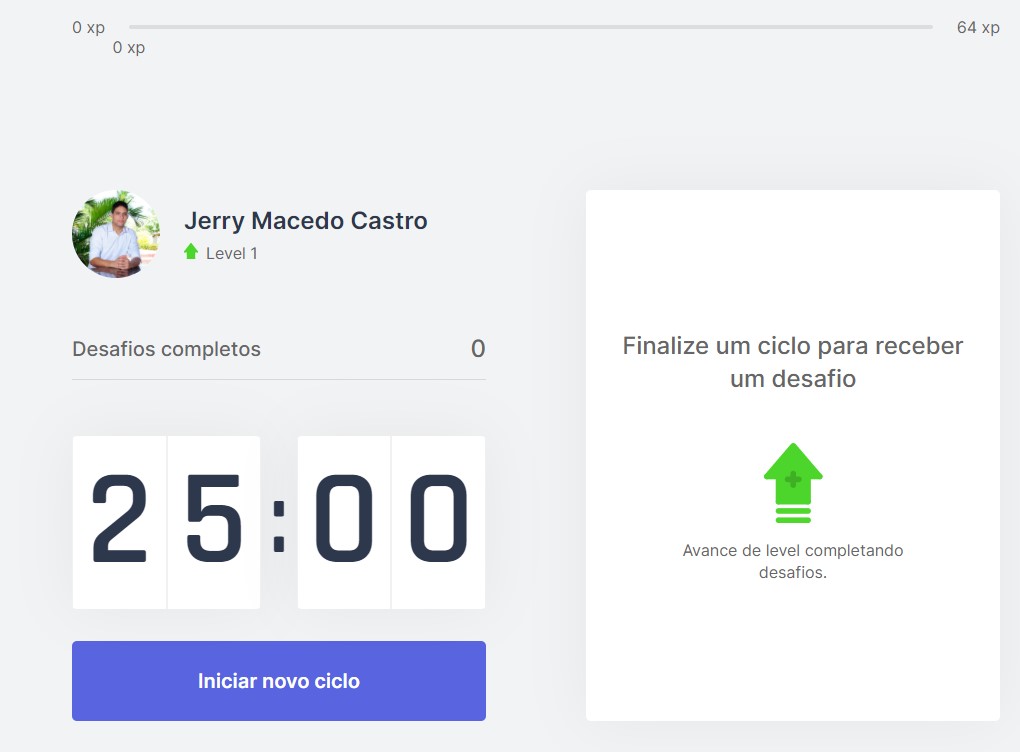 0 xp
64 xp
0 xp
Jerry Macedo Castro
Level 1
Desafios completos
0
25:00
Iniciar novo ciclo
Finalize um ciclo para receber
um desafio
Avance de level completando
desafios.